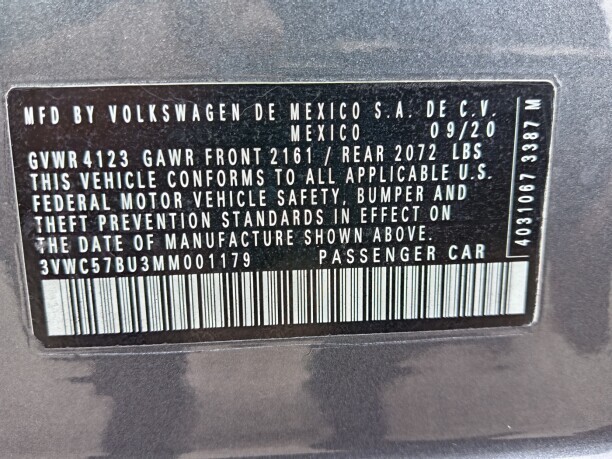 MFD BY VOLKSWAGEN DE MEXICO S.A. DE C.V.
MEXICO 09/20
GVWR 4123 GAWR FRONT 2161 / REAR 2072 LBS
THIS VEHICLE CONFORMS TO ALL APPLICABLE U.S.
FEDERAL MOTOR VEHICLE SAFETY, BUMPER AND
THEFT PREVENTION STANDARDS IN EFFECT ON
THE DATE OF MANUFACTURE SHOWN ABOVE.
3VWC57BU3MM001179 PASSENGER CAR
4031067 3387 M